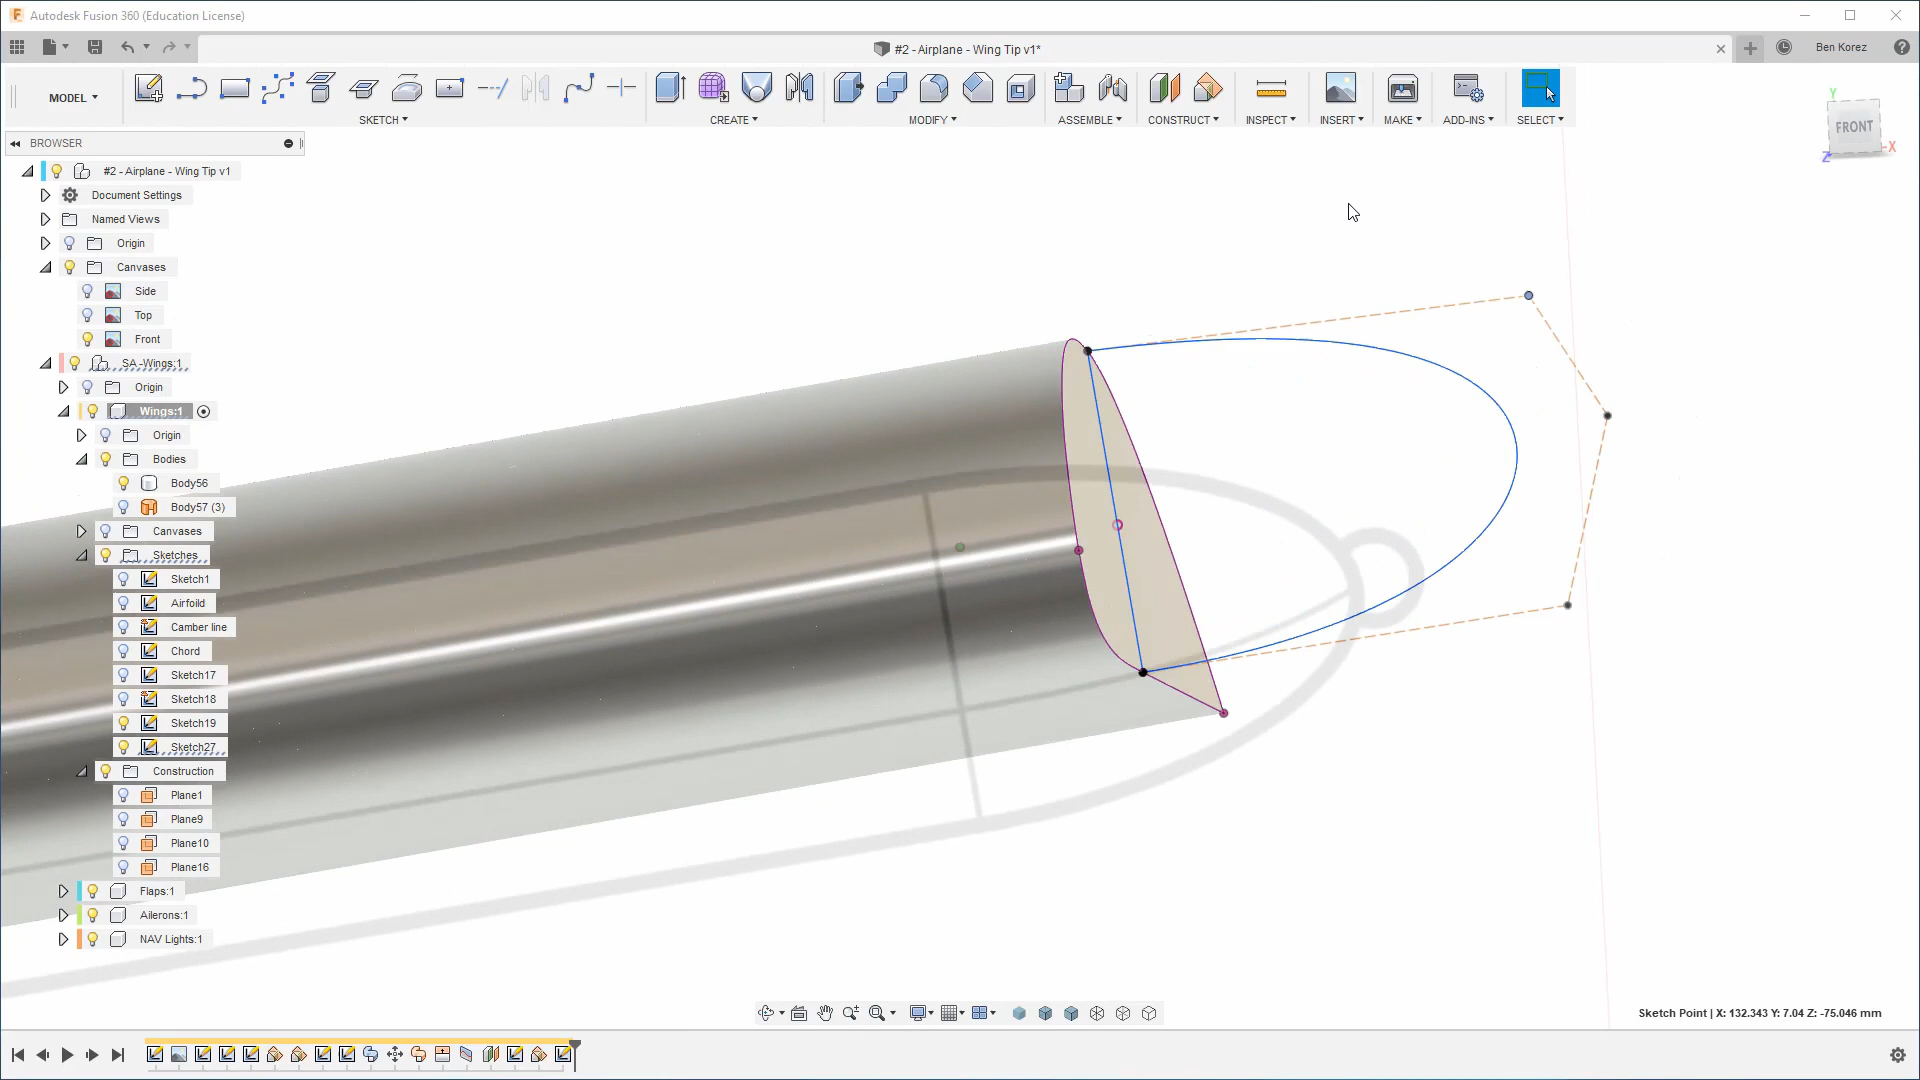 Autodesk Fusion 360 (Education License)
#2 - Airplane - Wing Tip v1*
Ben Korez
MODEL
SKETCH
CREATE
MODIFY
ASSEMBLE
CONSTRUCT
INSPECT
INSERT
MAKE
ADD-INS
SELECT
BROWSER
#2 - Airplane - Wing Tip v1
Document Settings
Named Views
Origin
Canvases
Side
Top
Front
SA -Wings:1
Origin
Wings:1
Origin
Bodies
Body56
Body57 (3)
Canvases
Sketches
Sketch1
Airfoild
Camber line
Chord
Sketch17
Sketch18
Sketch19
Sketch27
Construction
Plane1
Plane9
Plane10
Plane16
Flaps:1
Ailerons:1
NAV Lights:1
Y
FRONT
X
Z
Sketch Point | X: 132.343 Y: 7.04 Z: -75.046 mm